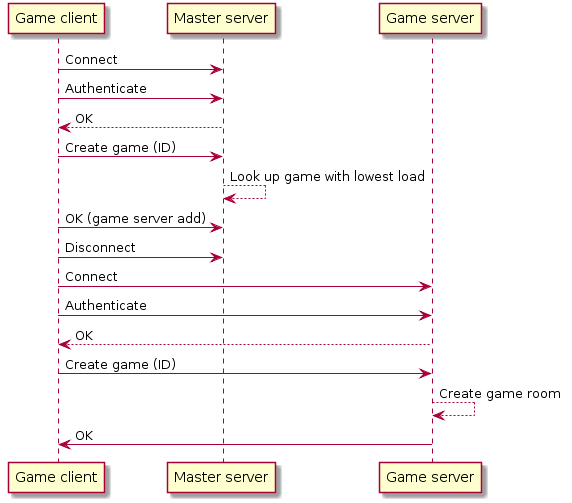 Game client
Master server
Game server
Connect
Authenticate
OK
Create game (ID)
Look up game with lowest load
OK (game server add)
Disconnect
Connect
Authenticate
OK
Create game (ID)
Create game room
OK
Game client
Master server
Game server